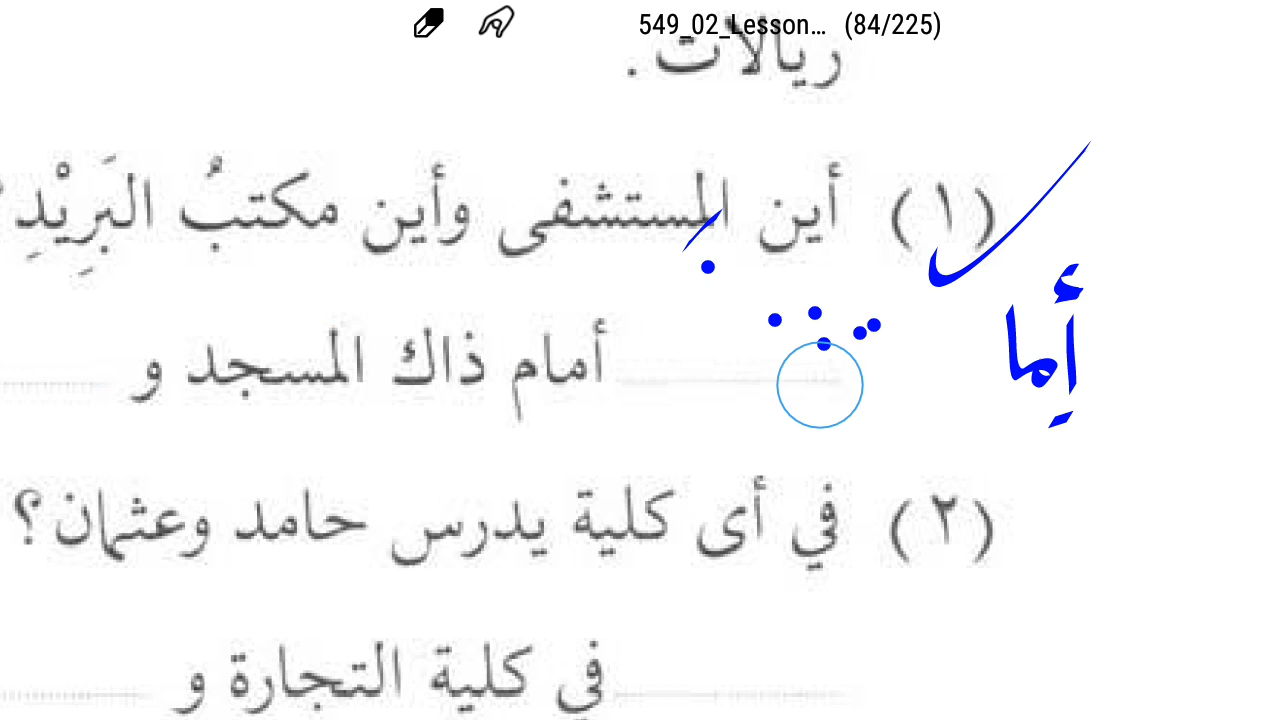 549_02_Lesson… (84/225)
ريالات .
(١) أين المستشفى وأين مكتبُ البَرِيْدِ
أما
أمام ذاك المسجد و
(٢) في أى كلية يدرس حامد وعثمان؟
في كلية التجارة و